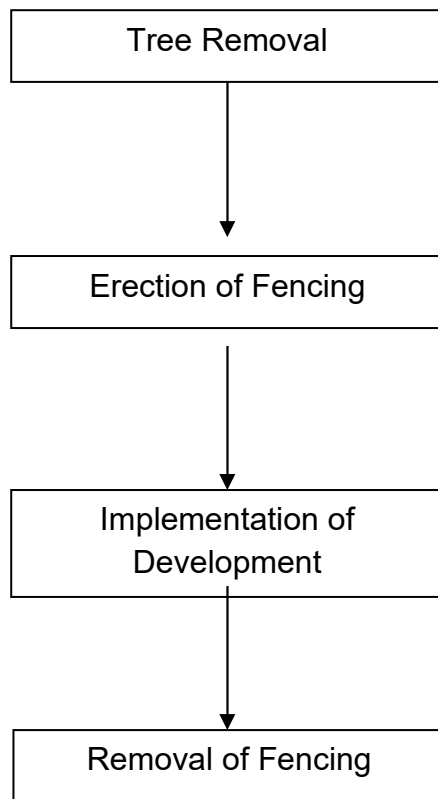 Tree Removal
Erection of Fencing
Implementation of
Development
Removal of Fencing